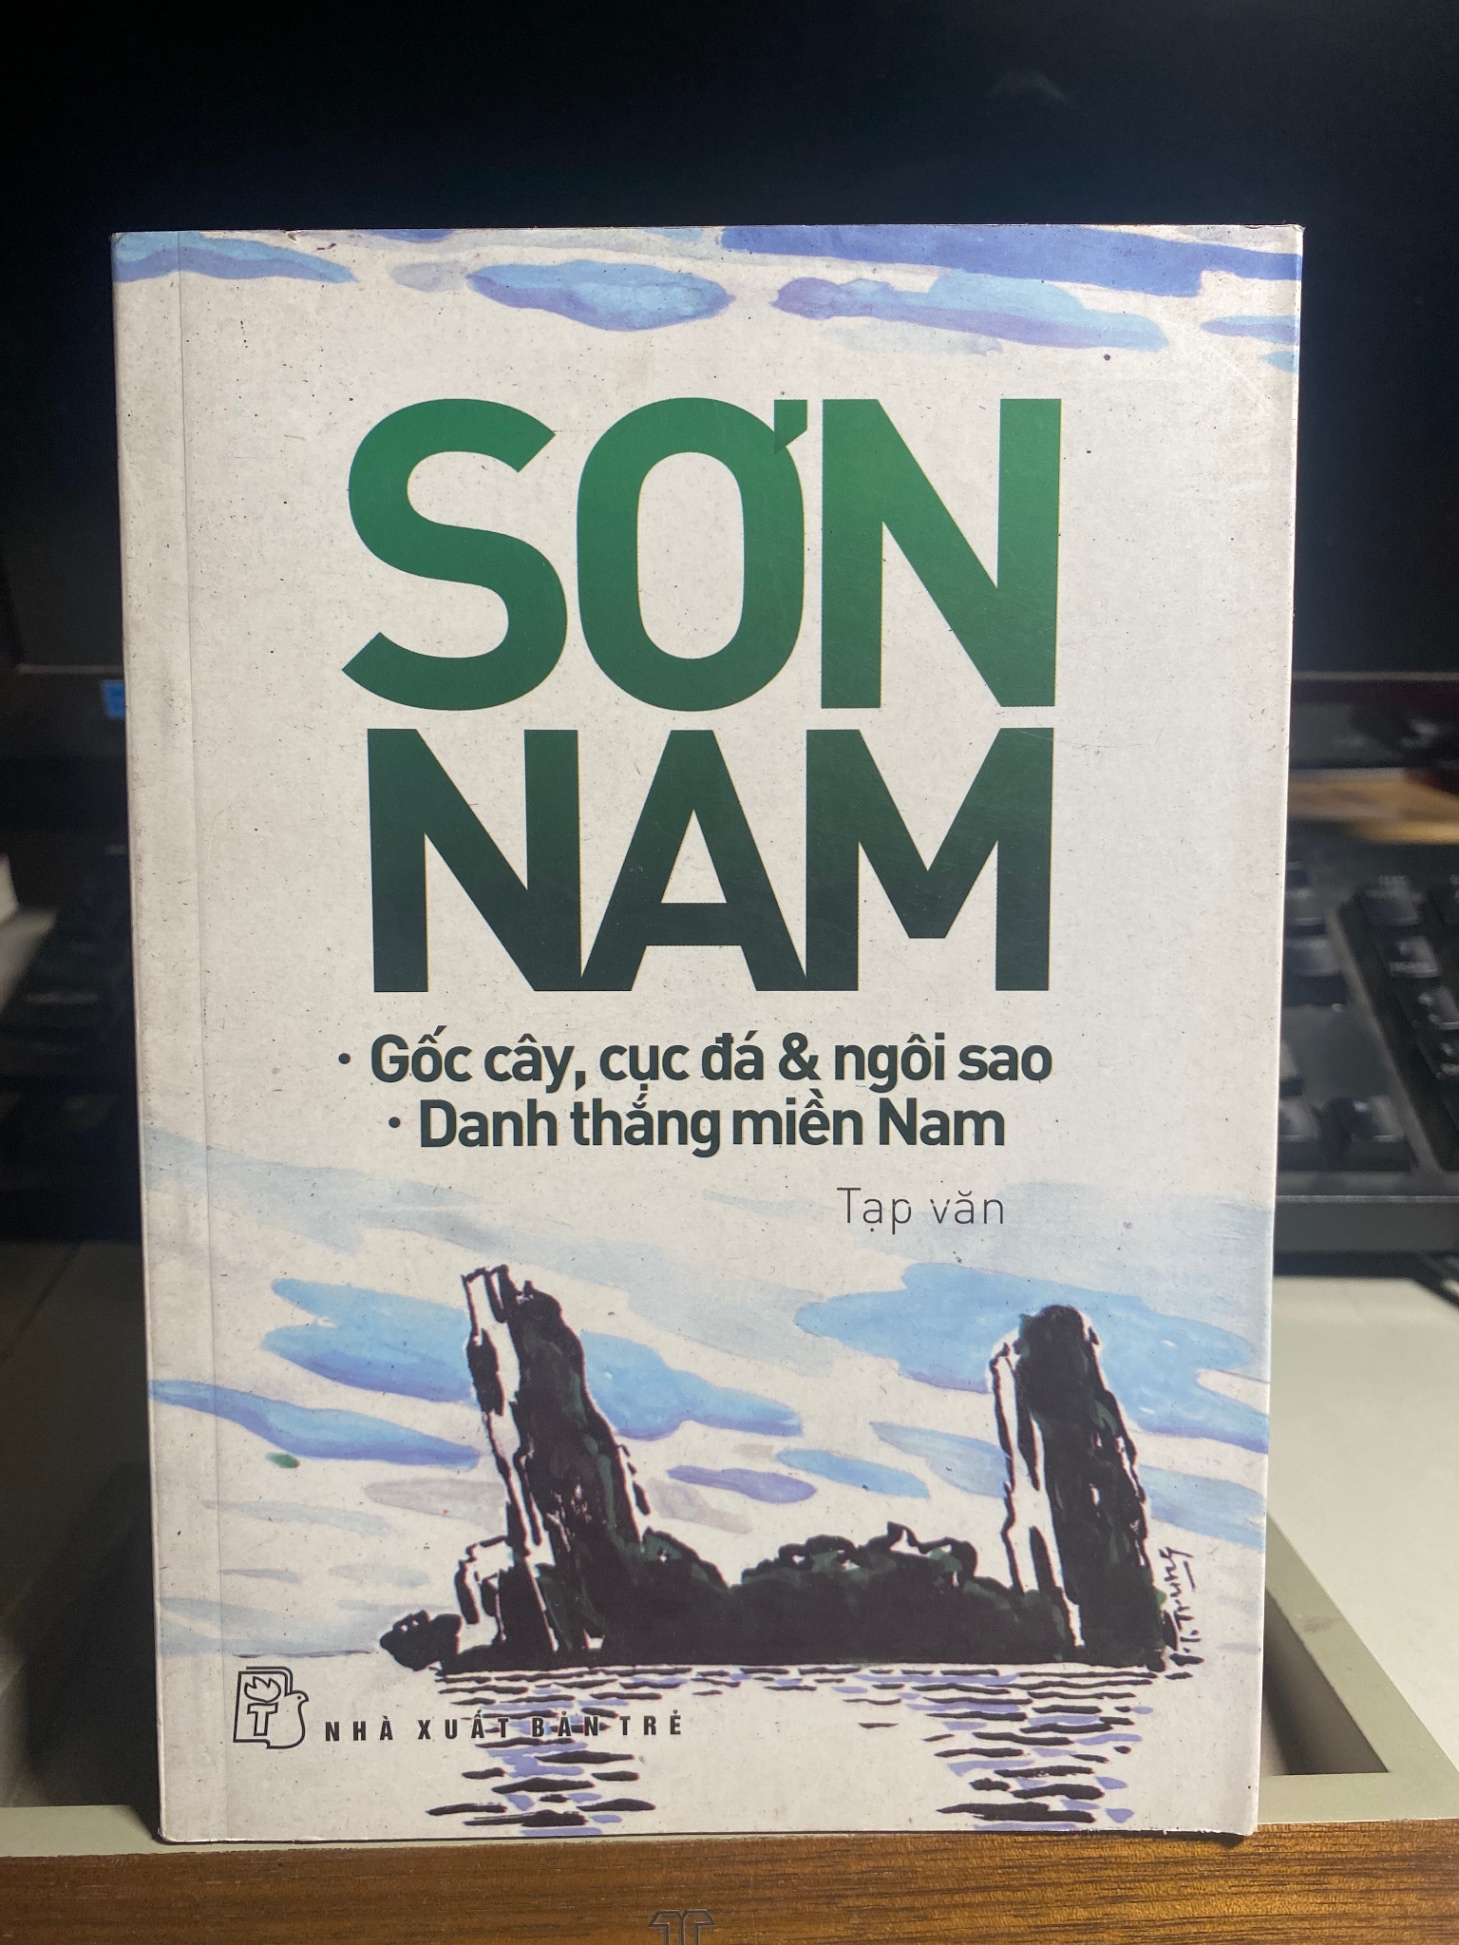 SƠN
NAM
• Gốc cây, cục đá & ngôi sao
• Danh thắng miền Nam
Tạp văn
NHÀ XUẤT BẢN TRẺ